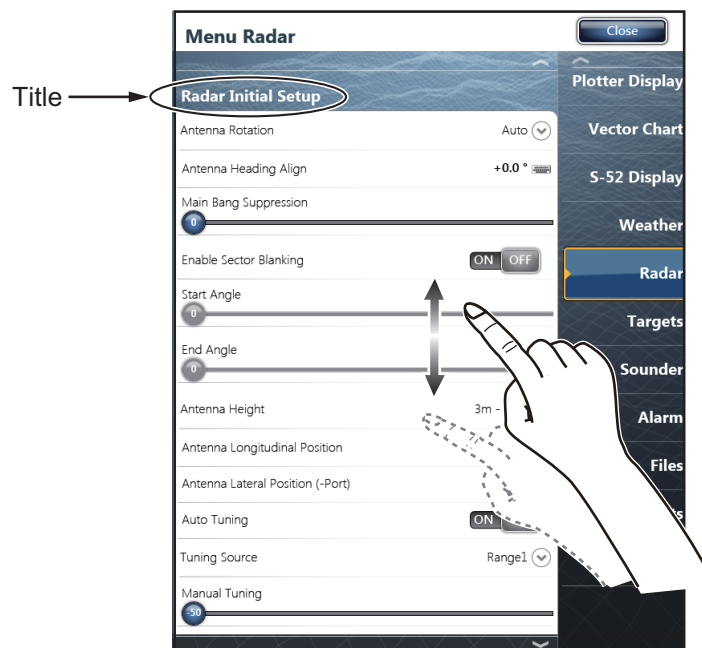 Menu Radar
Close
Title
Radar Initial Setup
Antenna Rotation Auto
Antenna Heading Align +0.0 °
Main Bang Suppression
0
Enable Sector Blanking ON OFF
Start Angle
0
End Angle
0
Antenna Height 3m -
Antenna Longitudinal Position
Antenna Lateral Position (-Port)
Auto Tuning ON
Tuning Source Range1
Manual Tuning
-50
Plotter Display
Vector Chart
S-52 Display
Weather
Radar
Targets
Sounder
Alarm
Files